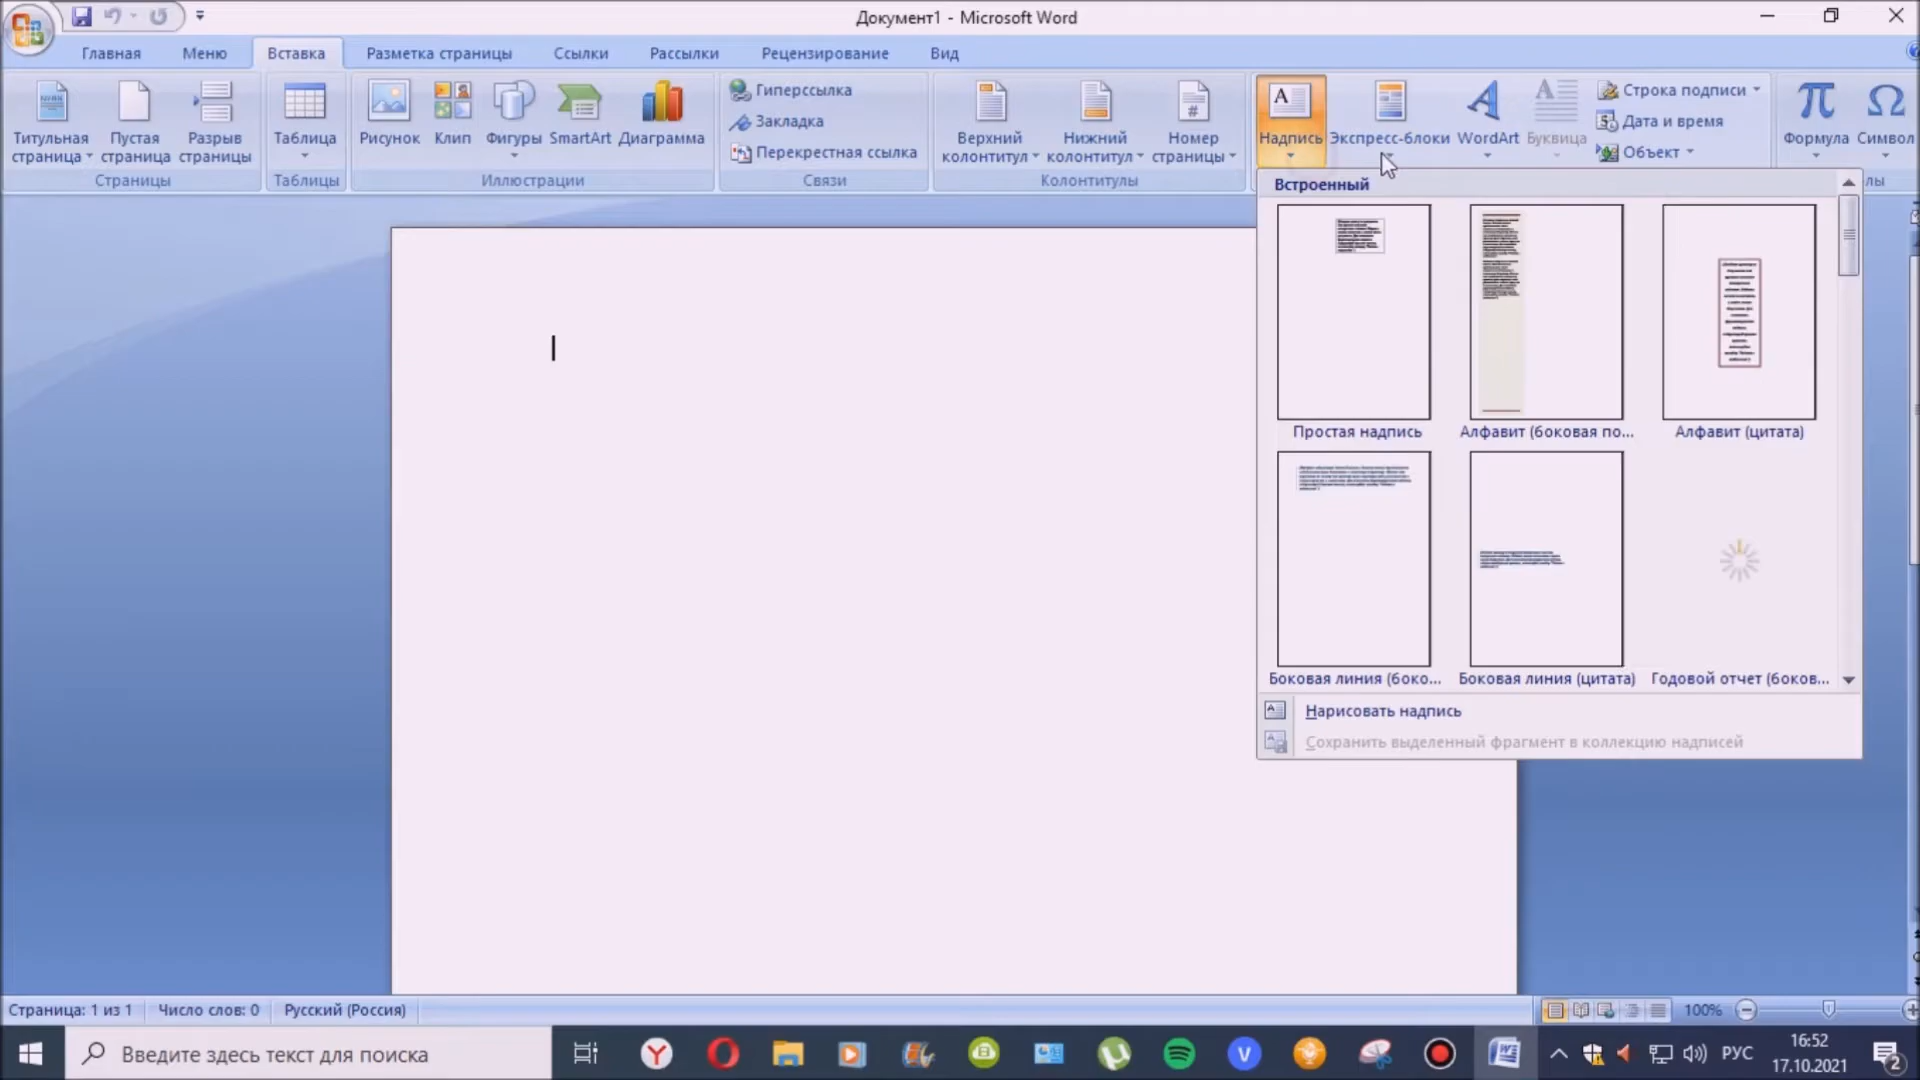 Документ1 - Microsoft Word
Главная Меню Вставка Разметка страницы Ссылки Рассылки Рецензирование Вид
Титульная страница
Пустая страница
Разрыв страницы
Страницы
Таблица
Таблицы
Рисунок
Клип
Фигуры
SmartArt
Диаграмма
Иллюстрации
Гиперссылка
Закладка
Перекрестная ссылка
Связи
Верхний колонтитул
Нижний колонтитул
Номер страницы
Колонтитулы
Надпись
Экспресс-блоки
WordArt
Буквица
Строка подписи
Дата и время
Объект
Формула
Символ
лы
Встроенный
Простая надпись
Алфавит (боковая по...
Алфавит (цитата)
Боковая линия (боко...
Боковая линия (цитата)
Годовой отчет (боков...
Нарисовать надпись
Сохранить выделенный фрагмент в коллекцию надписей
Страница: 1 из 1 Число слов: 0 Русский (Россия)
100%
Введите здесь текст для поиска
РУС
16:52
17.10.2021
2